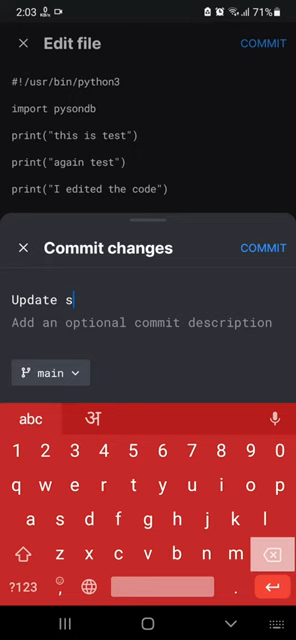 2:03 0 KB/s 71%
Edit file COMMIT
#!/usr/bin/python3
import pysondb
print("this is test")
print("again test")
print("I edited the code")
Commit changes COMMIT
Update s
Add an optional commit description
main
abc अ
1 2 3 4 5 6 7 8 9 0
q w e r t y u i o p
a s d f g h j k l
z x c v b n m
?123 , .